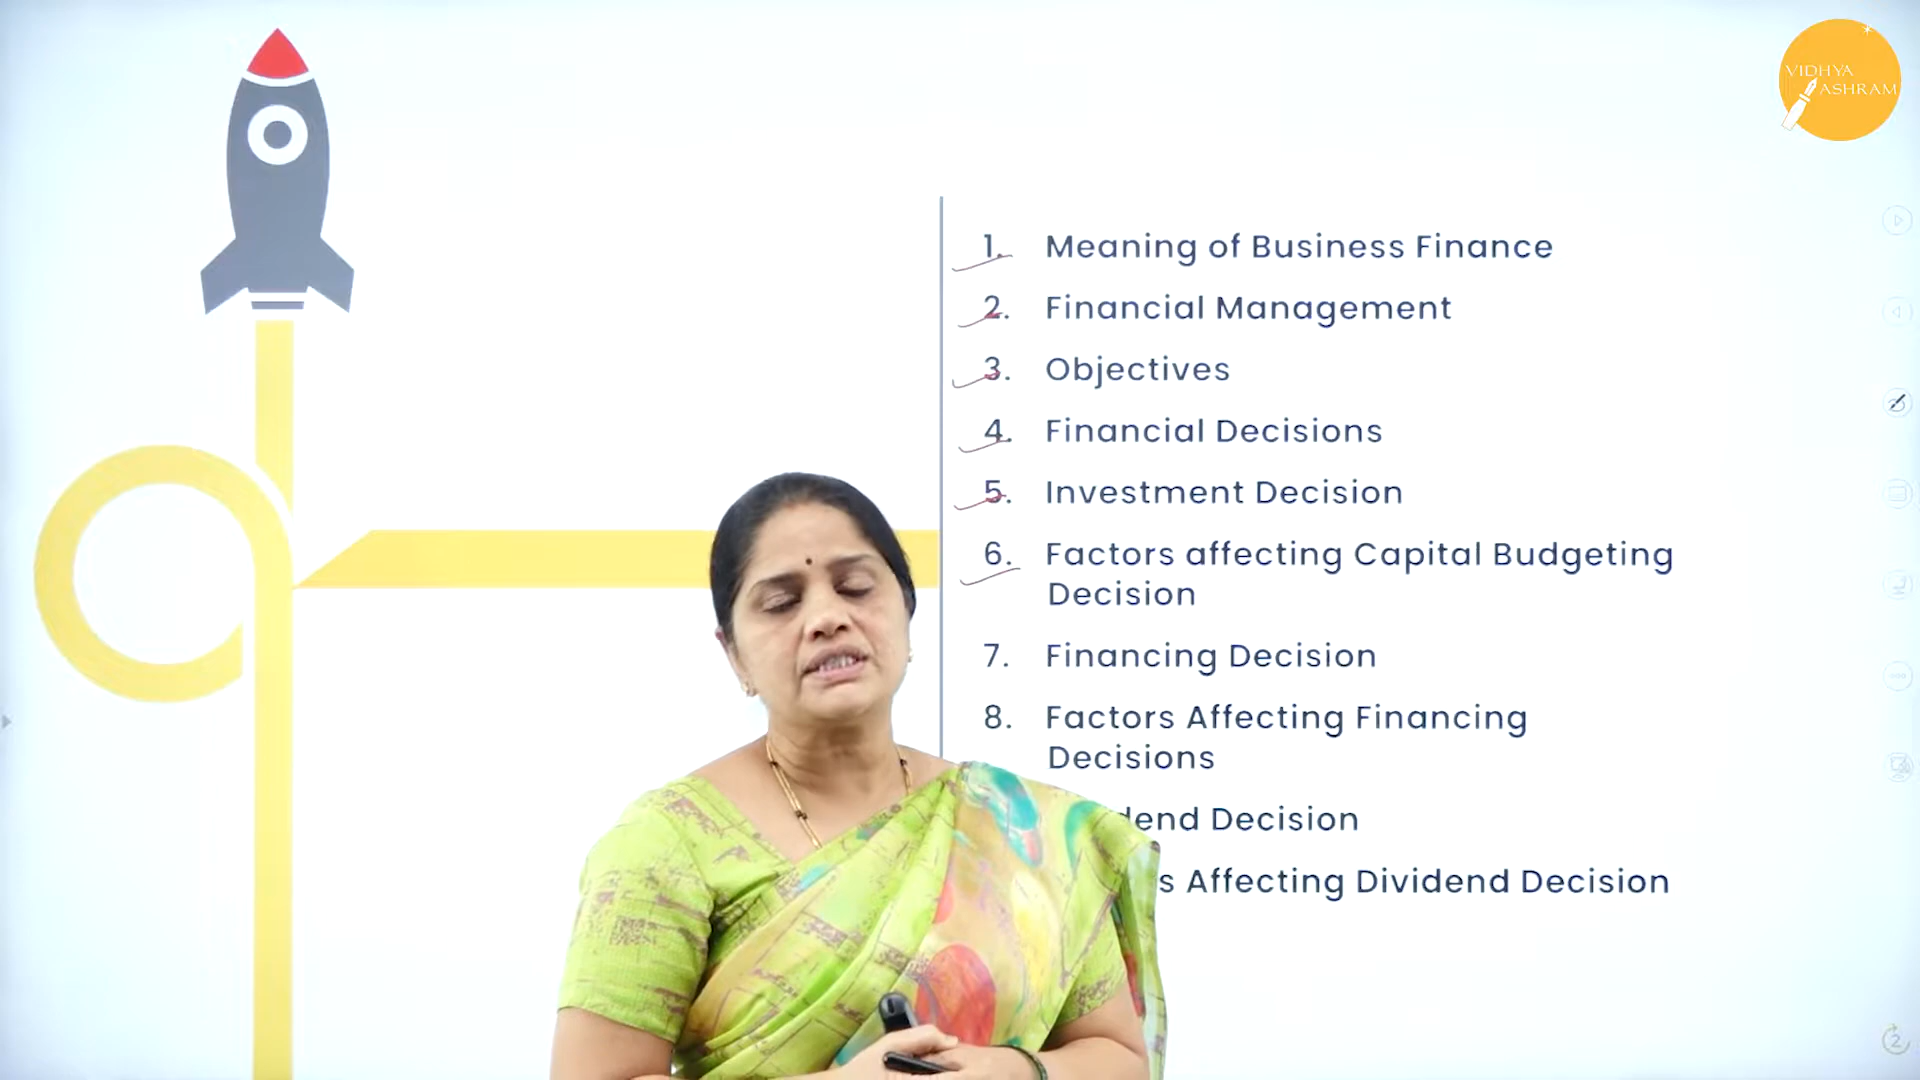 VIDHYA
ASHRAM
1. Meaning of Business Finance
2. Financial Management
3. Objectives
4. Financial Decisions
5. Investment Decision
6. Factors affecting Capital Budgeting
Decision
7. Financing Decision
8. Factors Affecting Financing
Decisions
Decision
Affecting Dividend Decision
2